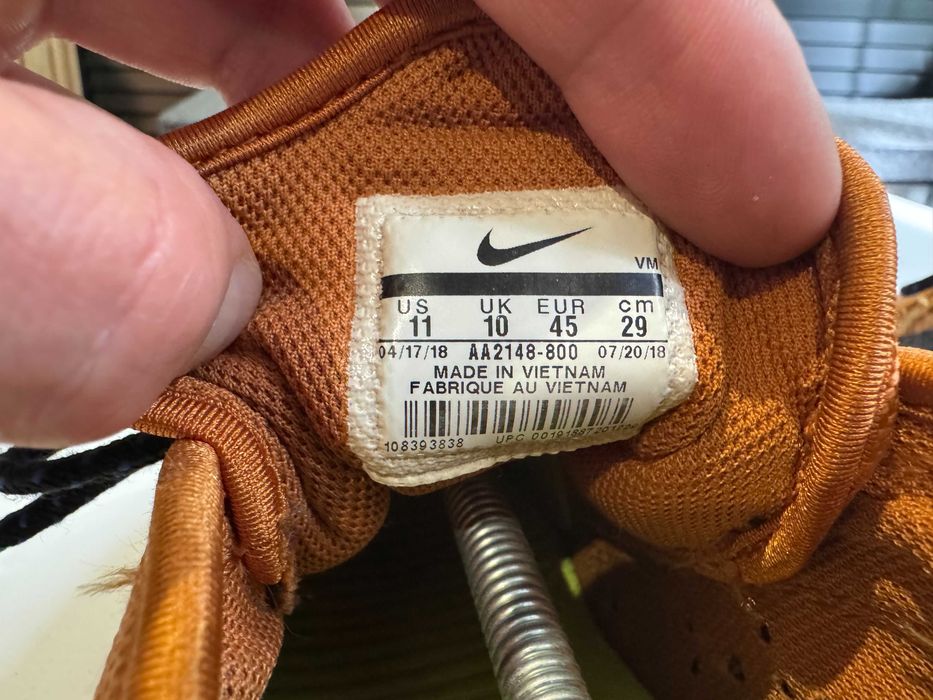 VM
US UK EUR cm
11 10 45 29
04/17/18 AA2148-800 07/20/18
MADE IN VIETNAM
FABRIQUE AU VIETNAM
108393838 UPC